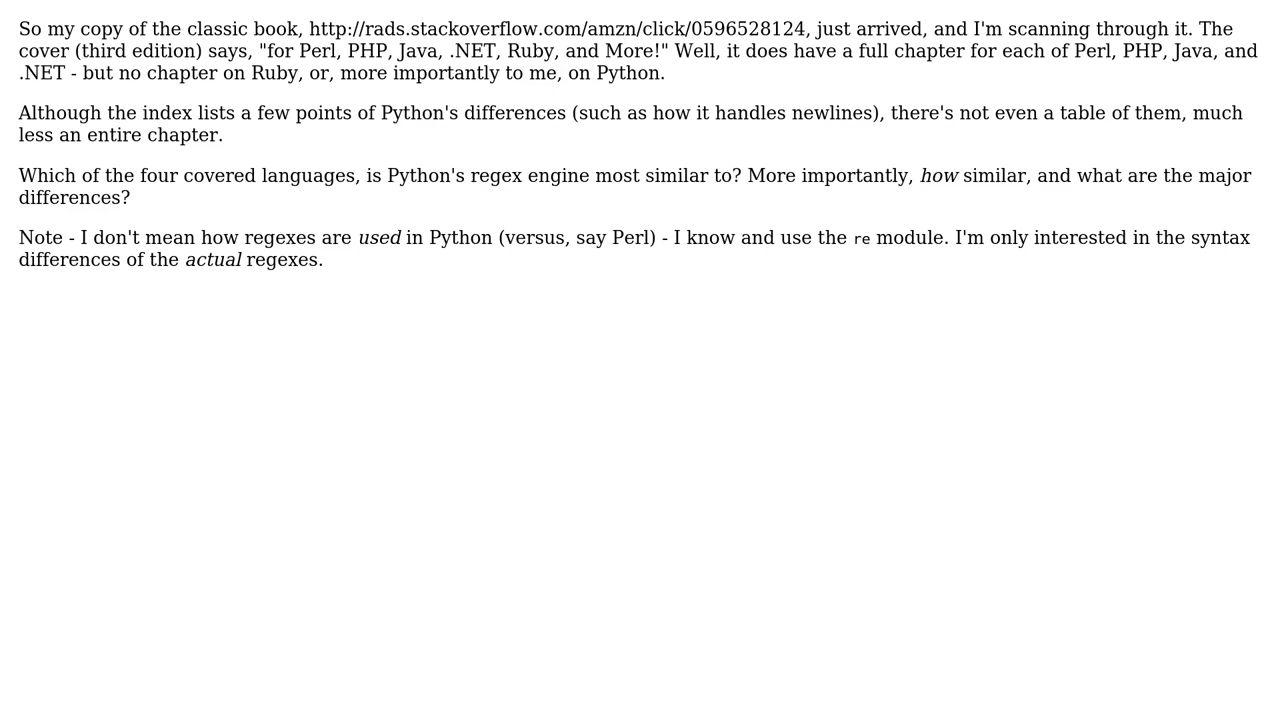 So my copy of the classic book, http://rads.stackoverflow.com/amzn/click/0596528124, just arrived, and I'm scanning through it. The
cover (third edition) says, "for Perl, PHP, Java, .NET, Ruby, and More!" Well, it does have a full chapter for each of Perl, PHP, Java, and
.NET - but no chapter on Ruby, or, more importantly to me, on Python.
Although the index lists a few points of Python's differences (such as how it handles newlines), there's not even a table of them, much
less an entire chapter.
Which of the four covered languages, is Python's regex engine most similar to? More importantly, how similar, and what are the major
differences?
Note - I don't mean how regexes are used in Python (versus, say Perl) - I know and use the re module. I'm only interested in the syntax
differences of the actual regexes.